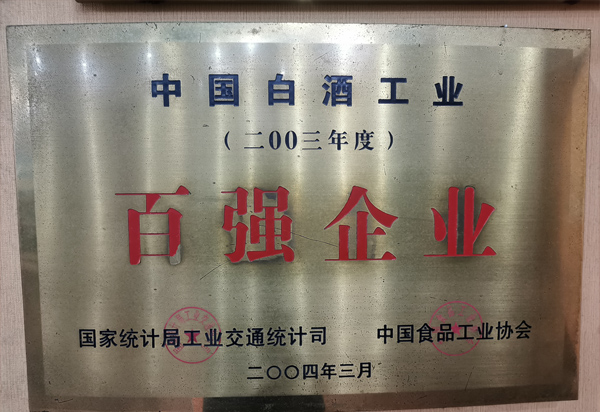 中国白酒工业
（二00三年度）
百强企业
国家统计局工业交通统计司 中国食品工业协会
二〇〇四年三月